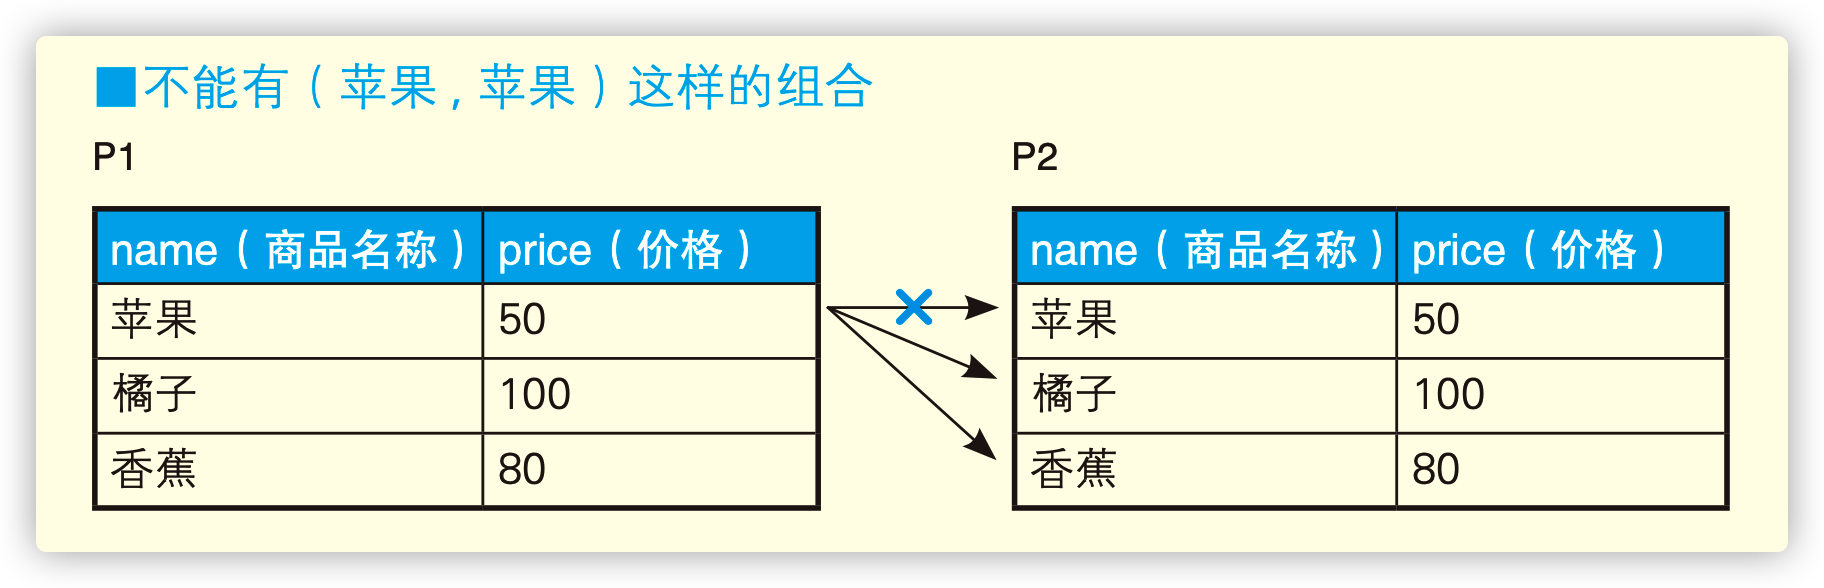 ■不能有（苹果，苹果）这样的组合
P1
name（商品名称） price（价格）
苹果 50
橘子 100
香蕉 80
P2
name（商品名称） price（价格）
苹果 50
橘子 100
香蕉 80